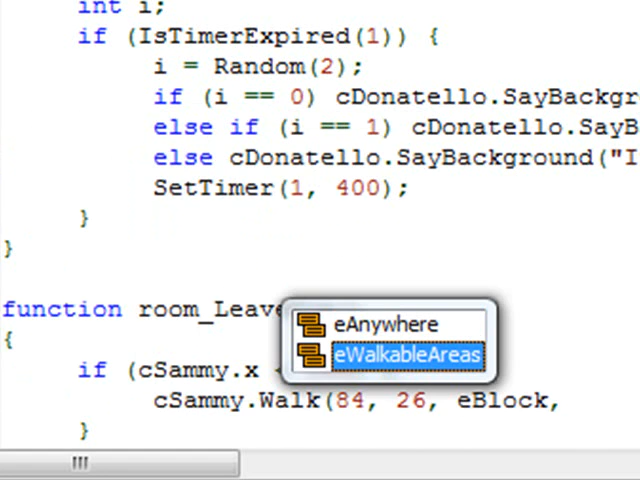 int i;
if (IsTimerExpired(1)) {
i = Random(2);
if (i == 0) cDonatello.SayBackgr
else if (i == 1) cDonatello.SayB
else cDonatello.SayBackground("I
SetTimer(1, 400);
}
}
function room_Leave
eAnywhere
{
eWalkableAreas
if (cSammy.x
cSammy.Walk(84, 26, eBlock,
}